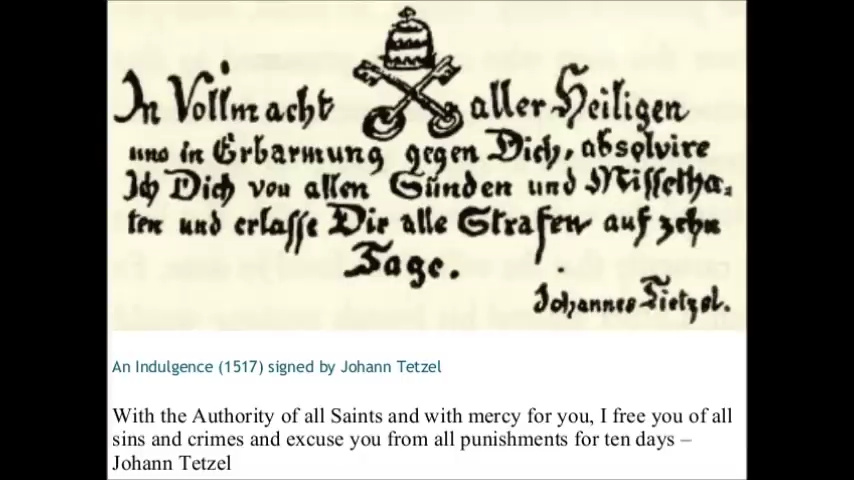 In Vollmacht aller Heiligen
und in Erbarmung gegen Dich, absolvire
Ich Dich von allen Sünden und Missetha-
ten und erlasse Dir alle Strafen auf zehn
Tage.
Johannes Tietzel.
An Indulgence (1517) signed by Johann Tetzel
With the Authority of all Saints and with mercy for you, I free you of all
sins and crimes and excuse you from all punishments for ten days –
Johann Tetzel